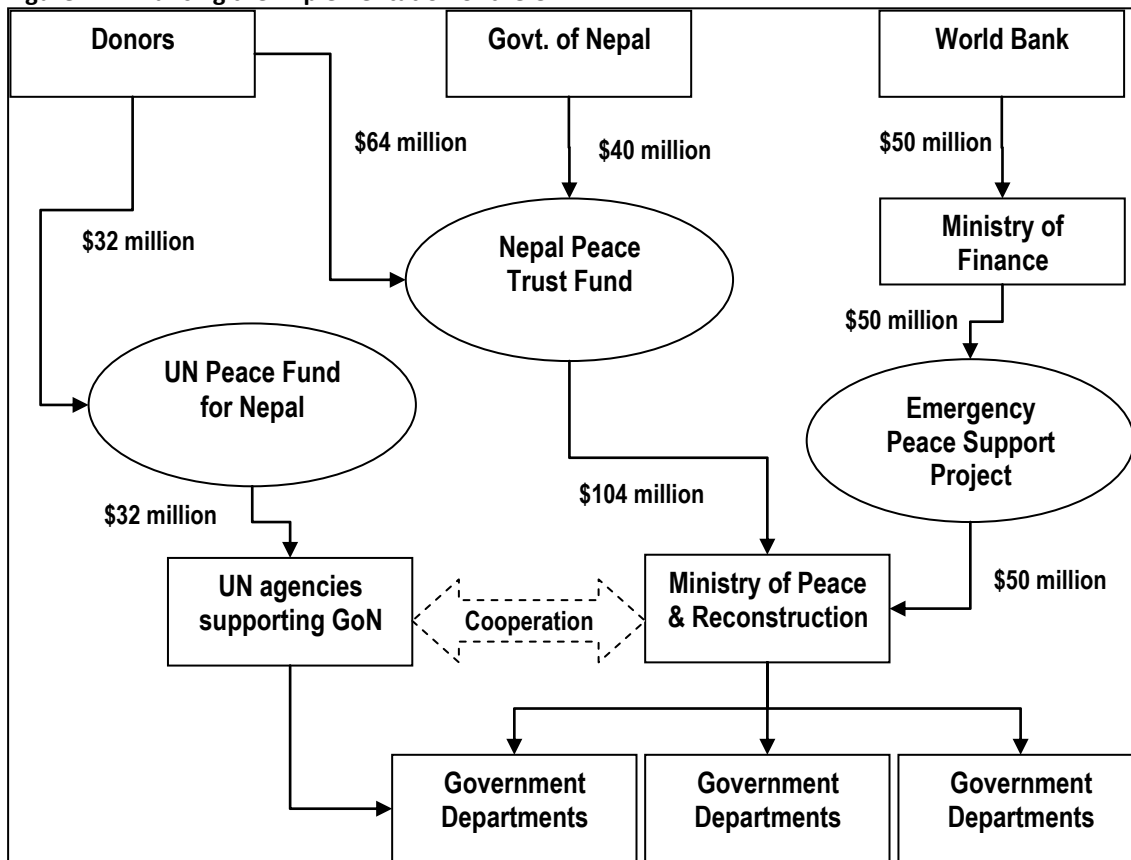 Donors
Govt. of Nepal
World Bank
$64 million
$40 million
$50 million
$32 million
Nepal Peace
Trust Fund
Ministry of
Finance
$50 million
UN Peace Fund
for Nepal
Emergency
Peace Support
Project
$32 million
$104 million
UN agencies
supporting GoN
Cooperation
Ministry of Peace
& Reconstruction
$50 million
Government
Departments
Government
Departments
Government
Departments